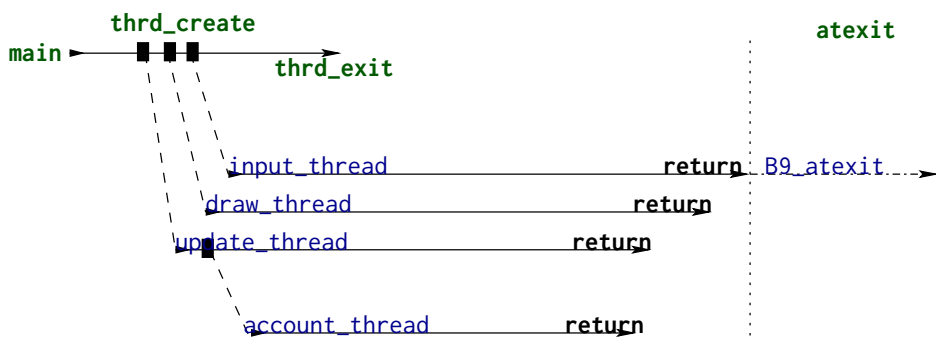 thrd_create
atexit
main
thrd_exit
input_thread return B9_atexit
draw_thread return
update_thread return
account_thread return